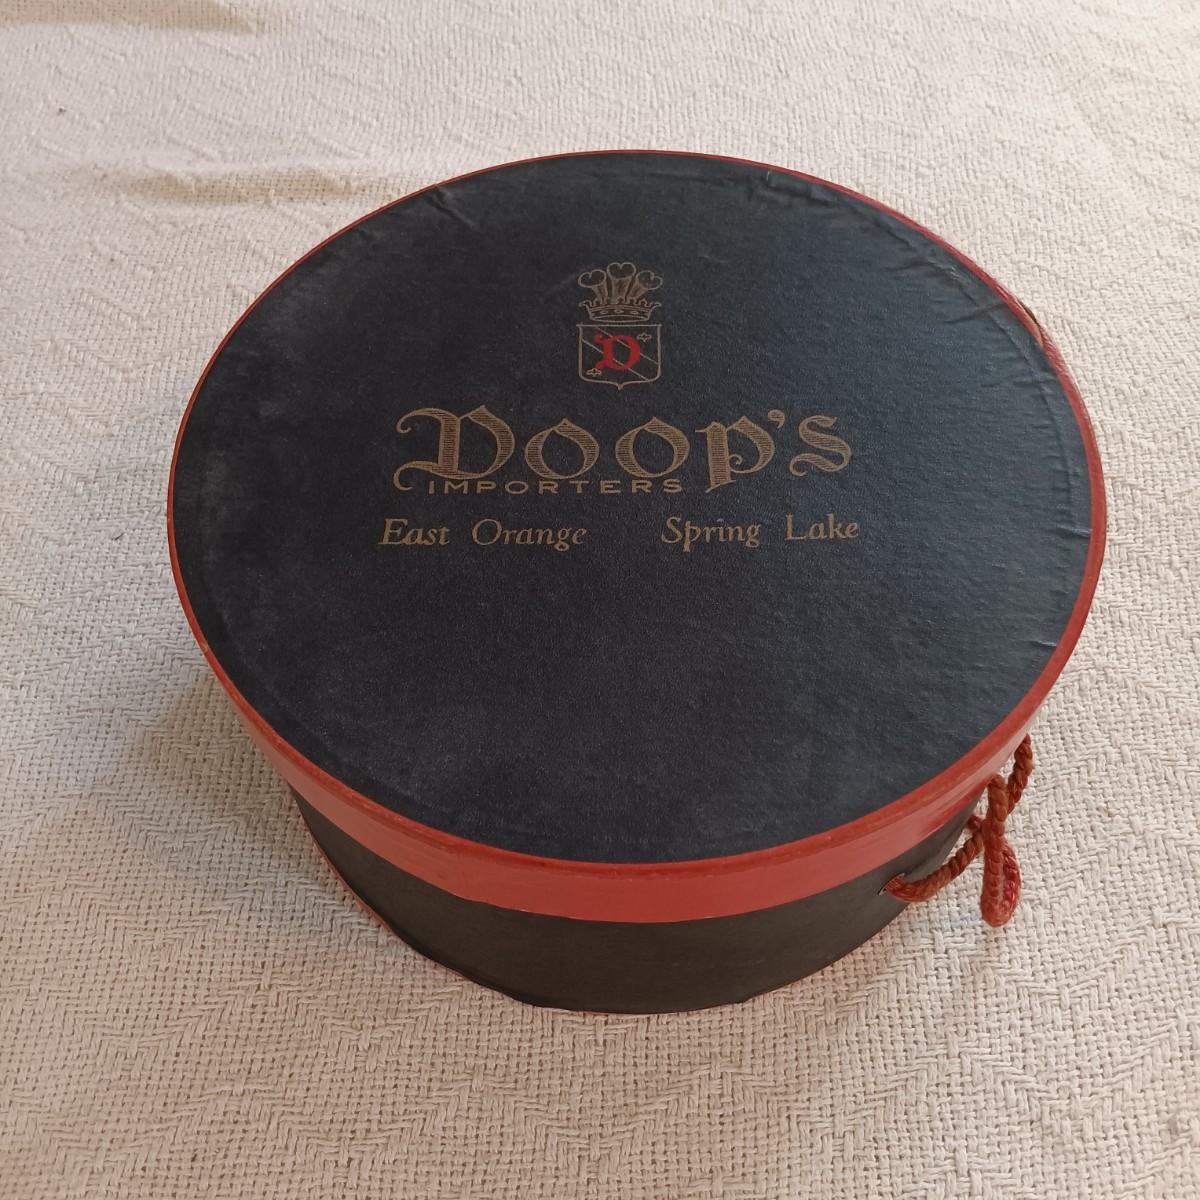 D
Doop's
IMPORTERS
East Orange Spring Lake